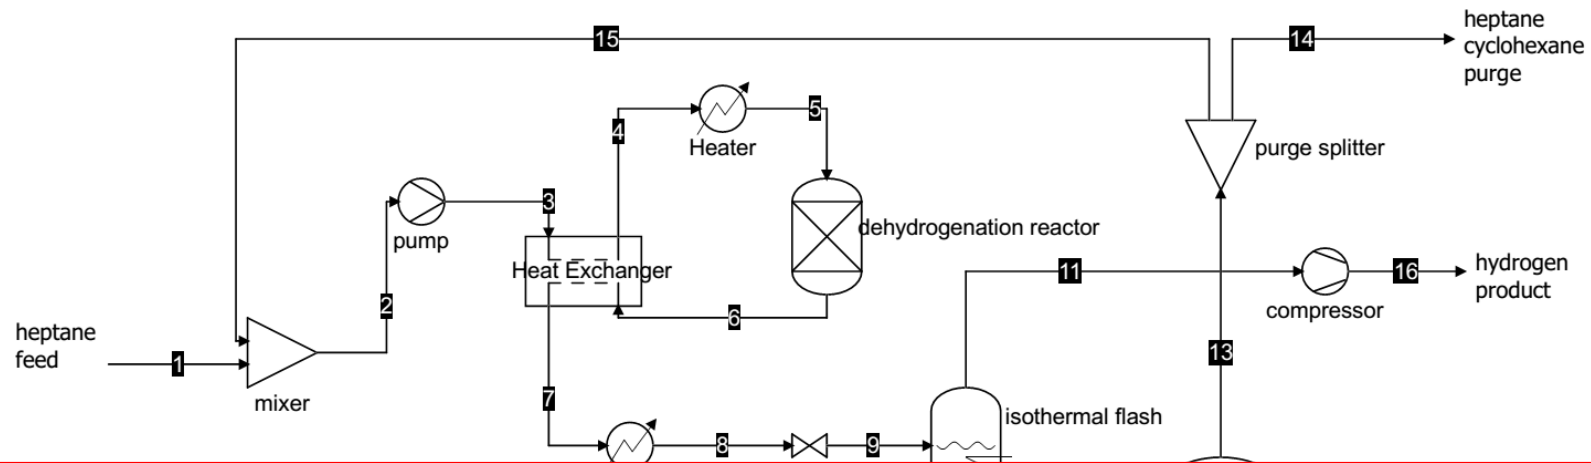 15
14
heptane
cyclohexane
purge
4
5
Heater
purge splitter
3
pump
dehydrogenation reactor
Heat Exchanger
11
16
hydrogen
product
compressor
2
6
heptane
feed
1
13
mixer
7
isothermal flash
8
9